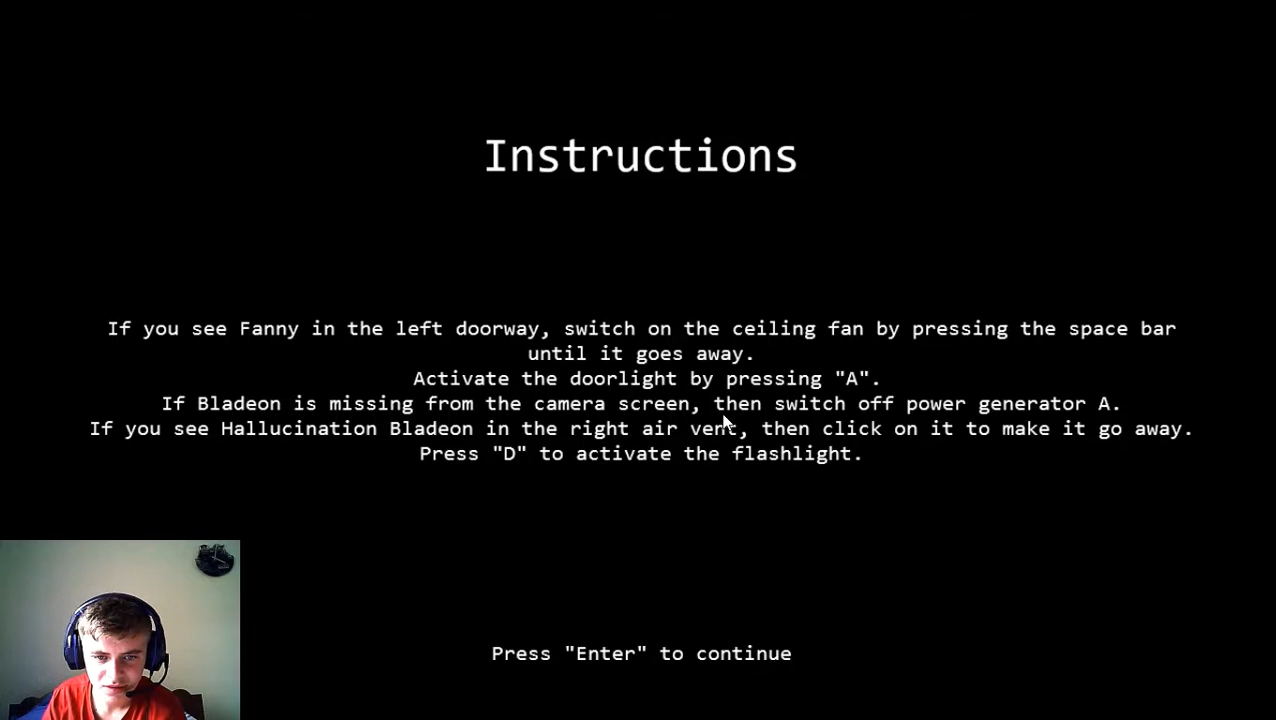 Instructions
If you see Fanny in the left doorway, switch on the ceiling fan by pressing the space bar
until it goes away.
Activate the doorlight by pressing "A".
If Bladeon is missing from the camera screen, then switch off power generator A.
If you see Hallucination Bladeon in the right air vent, then click on it to make it go away.
Press "D" to activate the flashlight.
Press "Enter" to continue